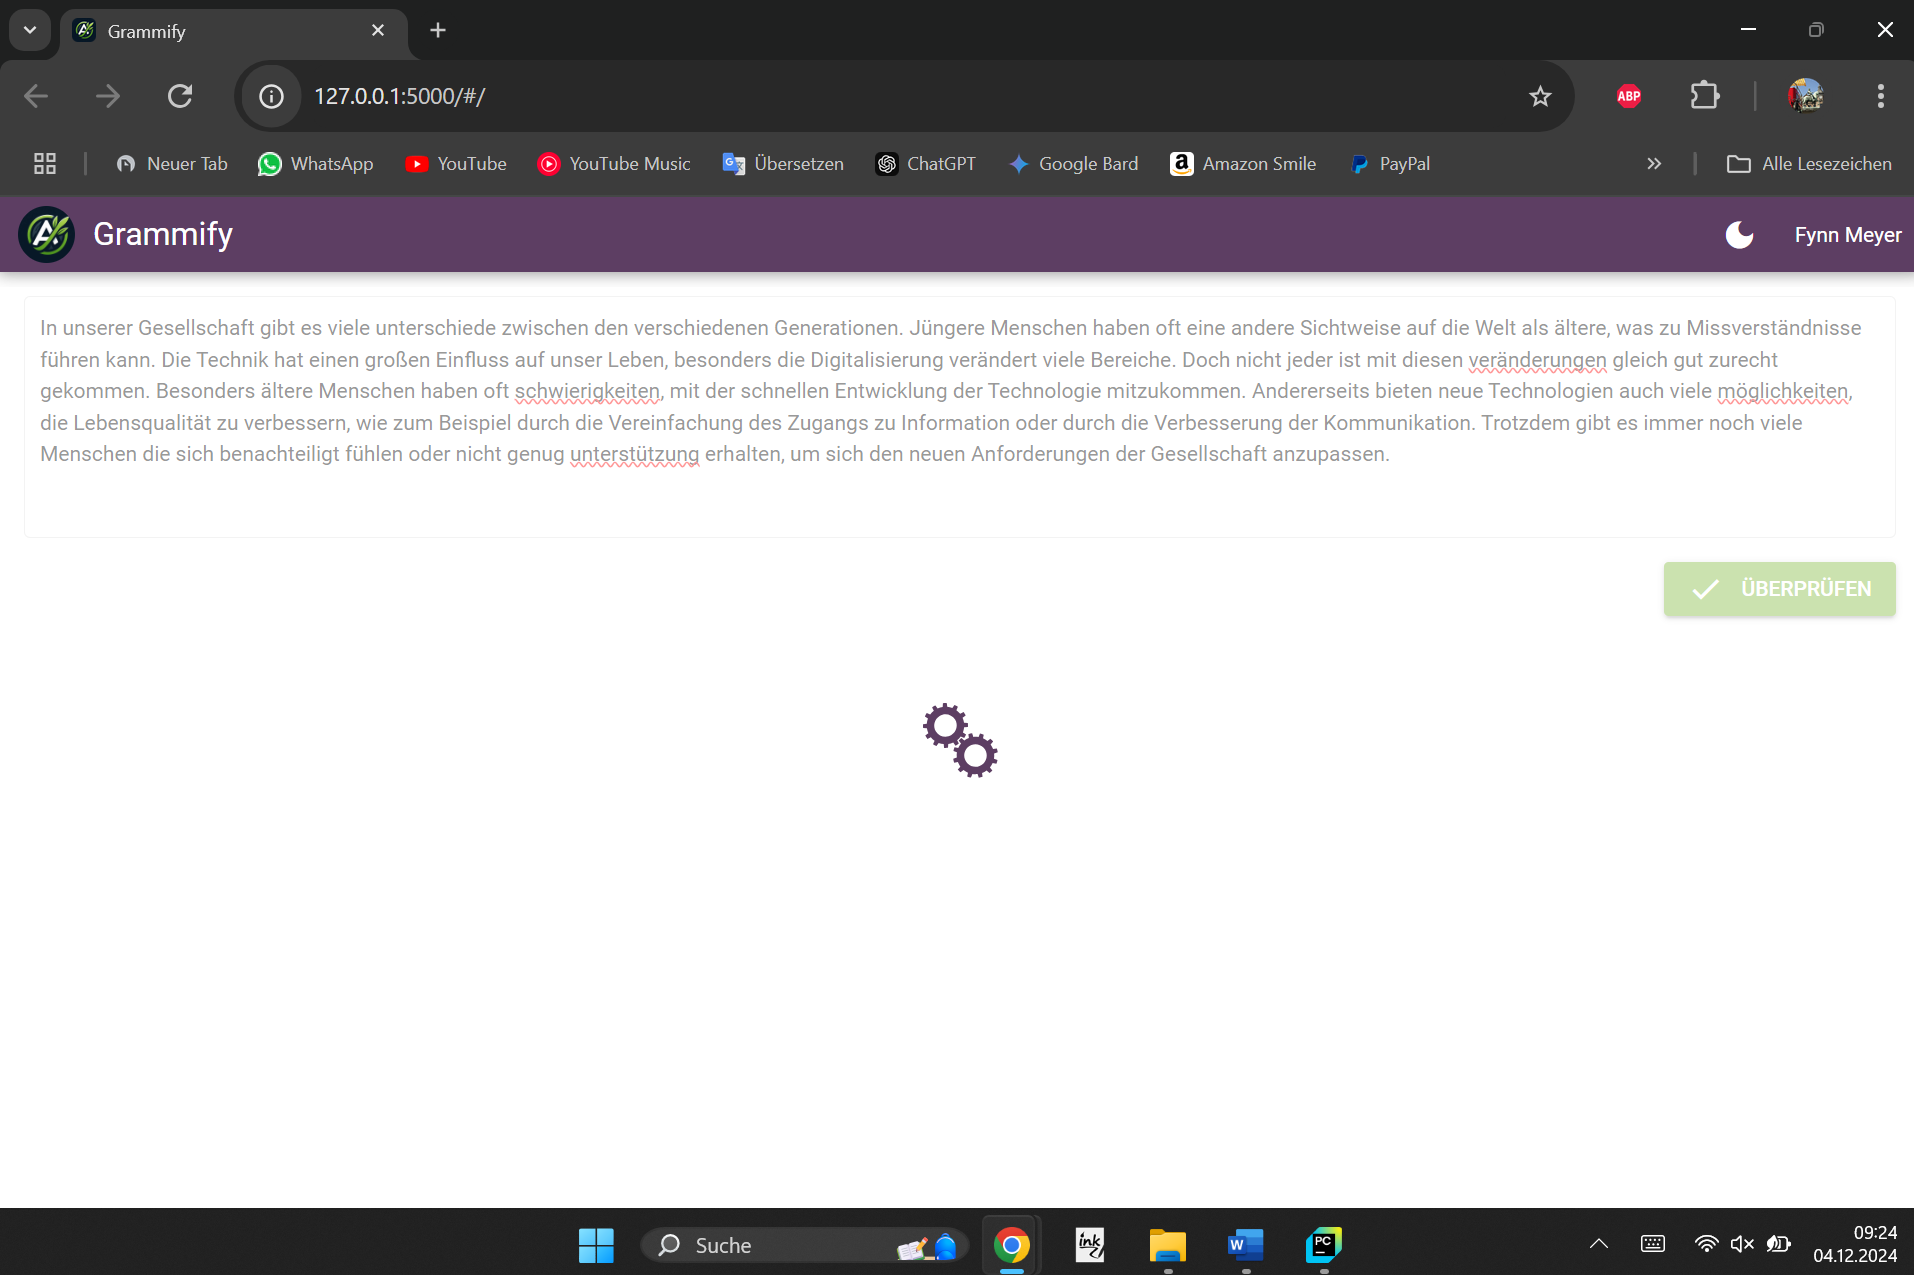 Grammify
127.0.0.1:5000/#/
ABP
Neuer Tab
WhatsApp
YouTube
YouTube Music
Übersetzen
ChatGPT
Google Bard
Amazon Smile
PayPal
Alle Lesezeichen
Grammify
Fynn Meyer
In unserer Gesellschaft gibt es viele unterschiede zwischen den verschiedenen Generationen. Jüngere Menschen haben oft eine andere Sichtweise auf die Welt als ältere, was zu Missverständnisse
führen kann. Die Technik hat einen großen Einfluss auf unser Leben, besonders die Digitalisierung verändert viele Bereiche. Doch nicht jeder ist mit diesen veränderungen gleich gut zurecht
gekommen. Besonders ältere Menschen haben oft schwierigkeiten, mit der schnellen Entwicklung der Technologie mitzukommen. Andererseits bieten neue Technologien auch viele möglichkeiten,
die Lebensqualität zu verbessern, wie zum Beispiel durch die Vereinfachung des Zugangs zu Information oder durch die Verbesserung der Kommunikation. Trotzdem gibt es immer noch viele
Menschen die sich benachteiligt fühlen oder nicht genug unterstützung erhalten, um sich den neuen Anforderungen der Gesellschaft anzupassen.
ÜBERPRÜFEN
Suche
ink
W
PC
09:24
04.12.2024